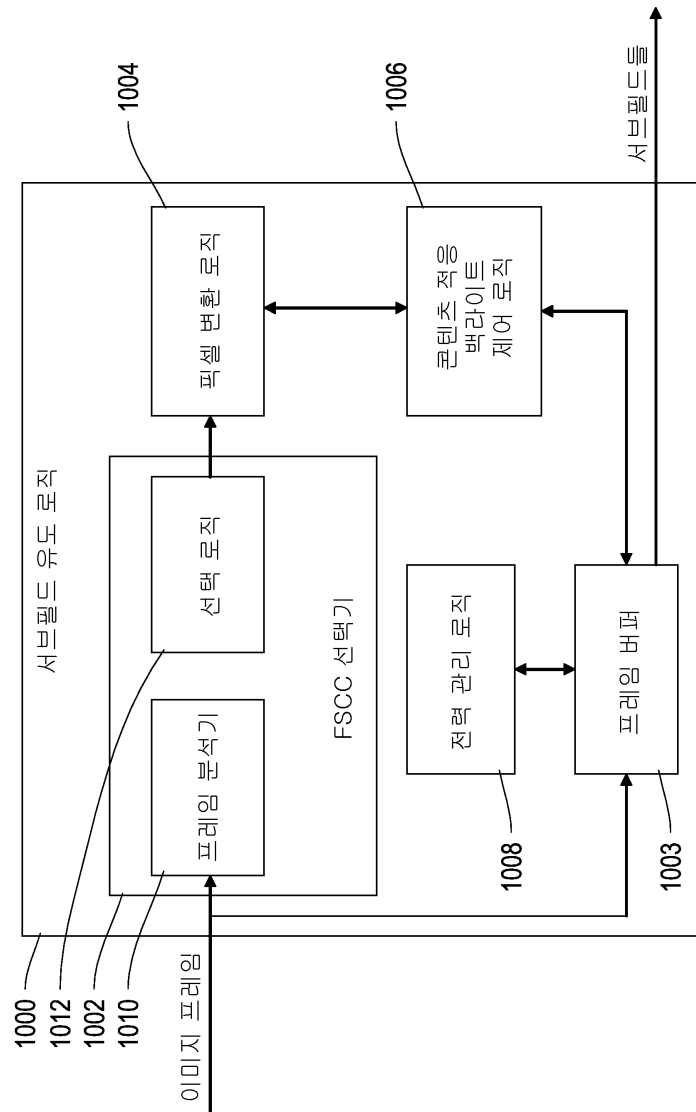 서브필드 유도 로직
1000
1012
1002
1010
이미지 프레임
프레임 분석기
선택 로직
FSCC 선택기
픽셀 변환 로직
1004
콘텐츠 적응
백라이트
제어 로직
1006
전력 관리 로직
1008
프레임 버퍼
1003
서브필드들